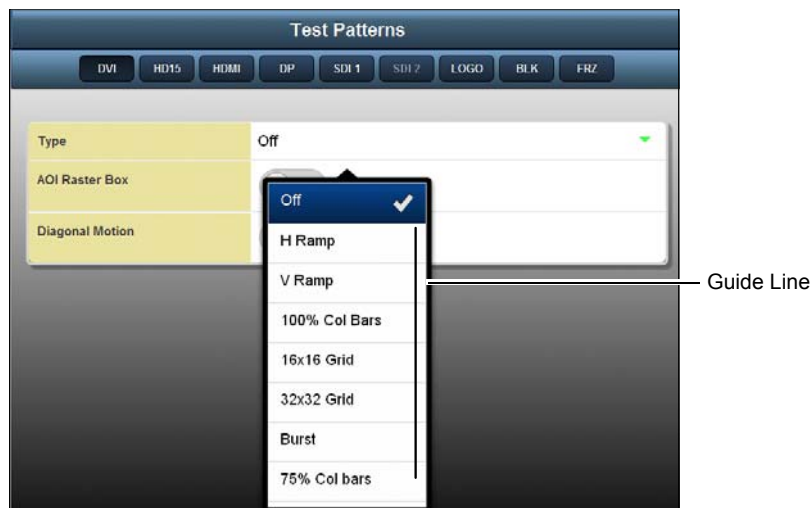 Test Patterns
DVI HD15 HDMI DP SDI 1 SDI 2 LOGO BLK FRZ
Type Off
AOI Raster Box
Off
Diagonal Motion
H Ramp
V Ramp
Guide Line
100% Col Bars
16x16 Grid
32x32 Grid
Burst
75% Col bars